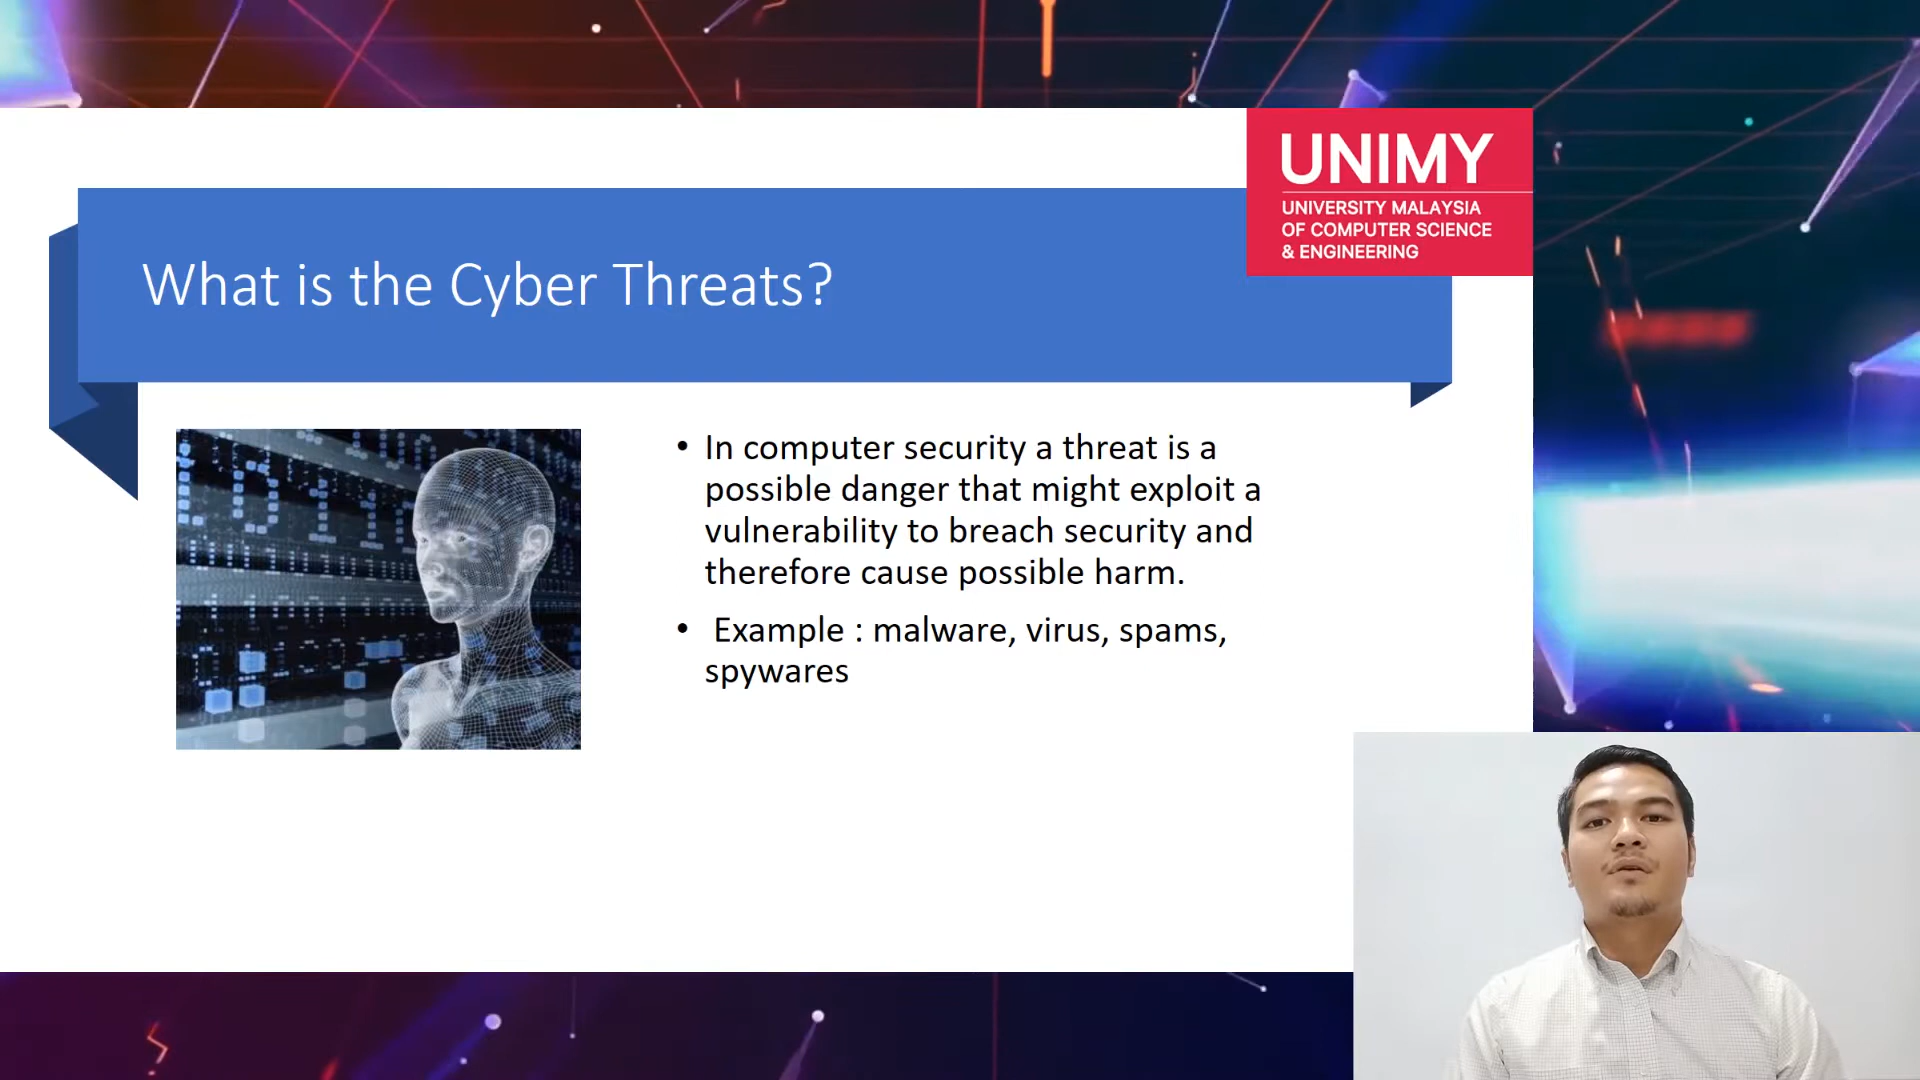 UNIMY
UNIVERSITY MALAYSIA
OF COMPUTER SCIENCE
& ENGINEERING
What is the Cyber Threats?
• In computer security a threat is a
possible danger that might exploit a
vulnerability to breach security and
therefore cause possible harm.
• Example : malware, virus, spams,
spywares